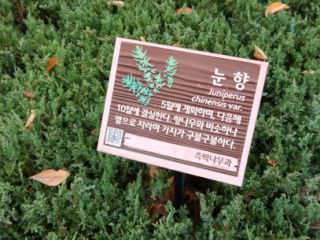 눈 향
Juniperus
chinensis var.
5월에 개화하며, 다음해
10월에 결실한다. 향나무와 비슷하나
옆으로 자라며 가지가 구불구불하다.
측백나무과